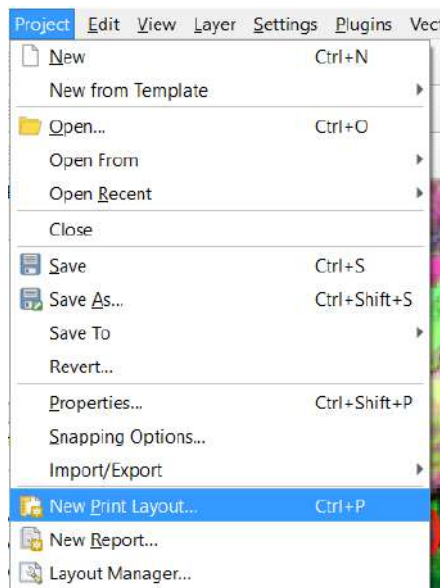 Project Edit View Layer Settings Plugins Vect
New Ctrl+N
New from Template
Open... Ctrl+O
Open From
Open Recent
Close
Save Ctrl+S
Save As... Ctrl+Shift+S
Save To
Revert...
Properties... Ctrl+Shift+P
Snapping Options...
Import/Export
New Print Layout... Ctrl+P
New Report...
Layout Manager...